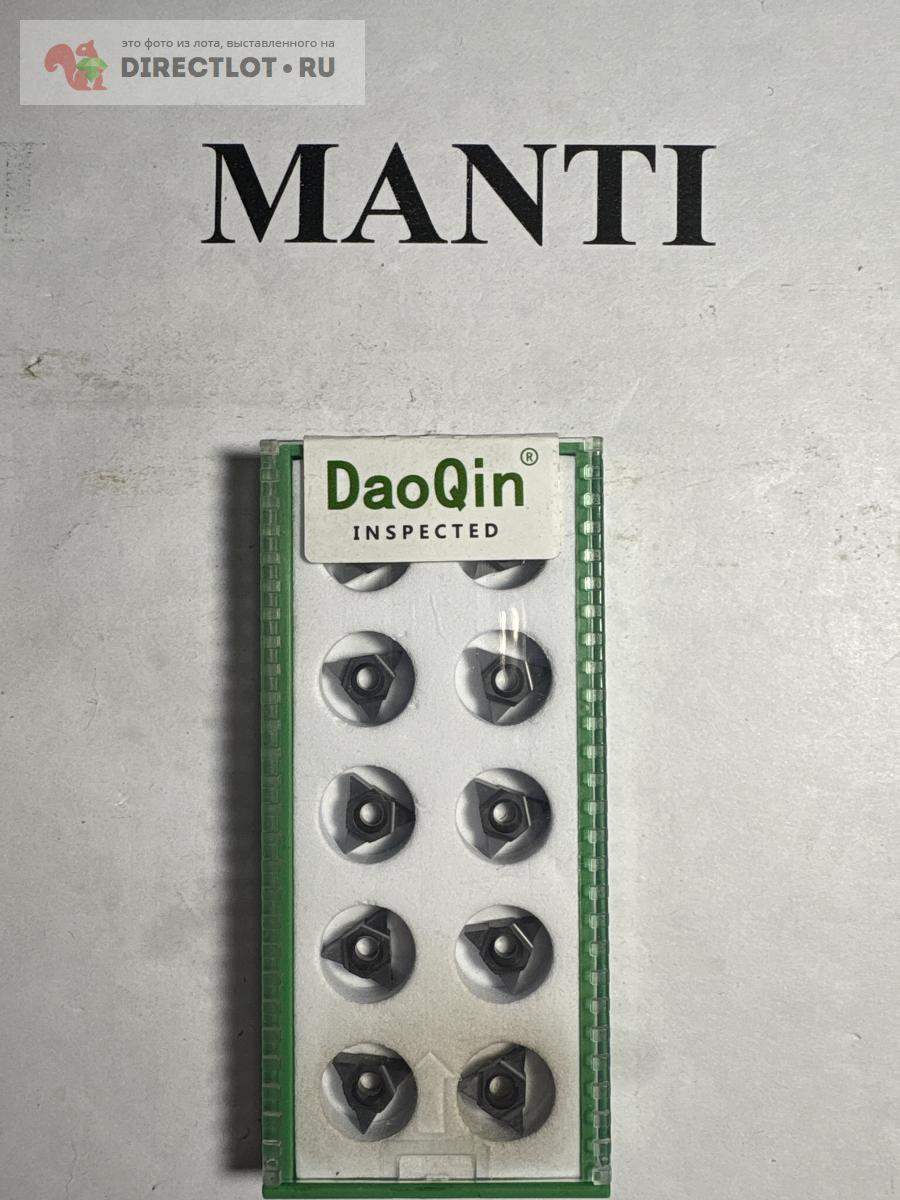 это фото из лота, выставленного на
DIRECTLOT•RU
MANTI
DaoQin®
INSPECTED